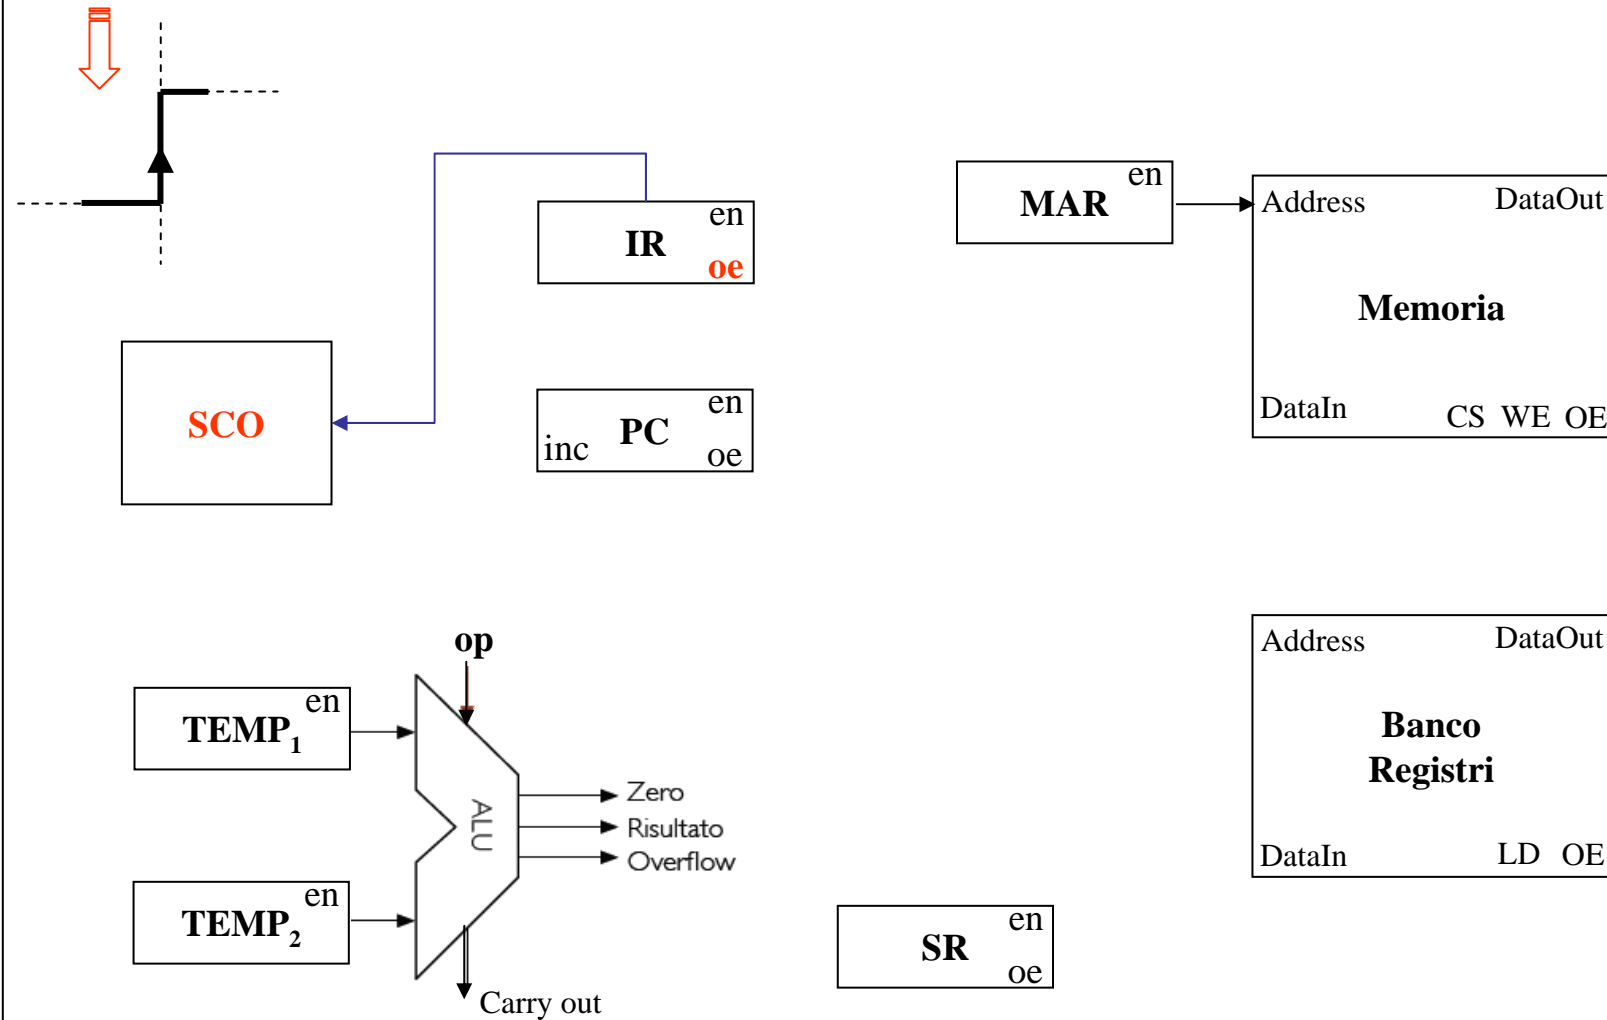 en
MAR
en
IR
oe
Address
DataOut
Memoria
DataIn
CS WE OE
SCO
en
inc
PC
oe
op
en
TEMP1
ALU
Zero
Risultato
Overflow
en
TEMP2
Carry out
Address
DataOut
Banco
Registri
DataIn
LD OE
en
SR
oe